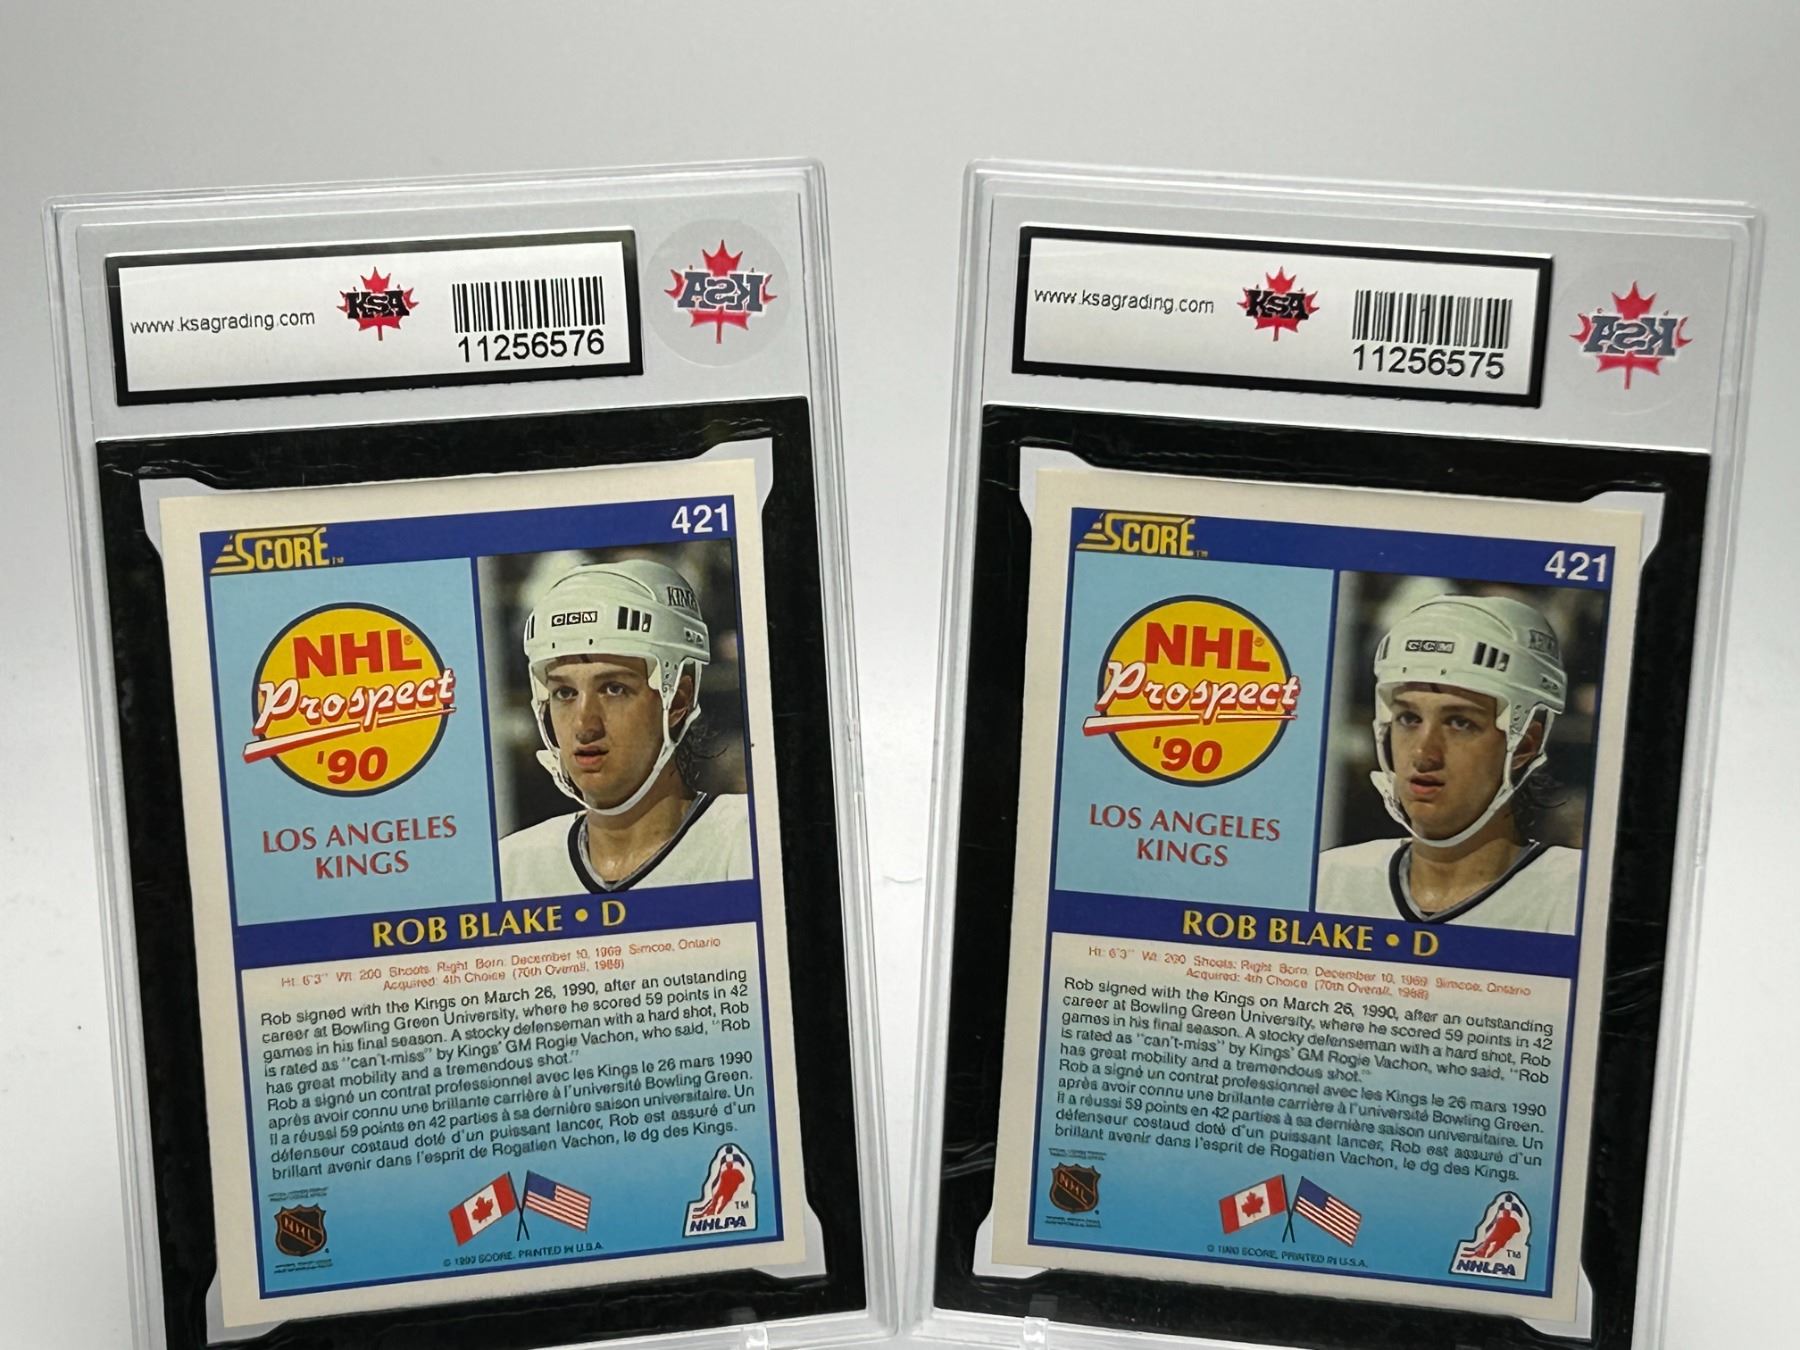 www.ksagrading.com
KSA
11256576
KSA
SCORE TM
421
NHL®
Prospect
'90
KINGS
CCM
LOS ANGELES
KINGS
ROB BLAKE • D
Ht: 6'3" Wt: 200 Shoots: Right Born: December 10, 1969 Simcoe, Ontario
Acquired: 4th Choice (70th Overall, 1988)
Rob signed with the Kings on March 26, 1990, after an outstanding
career at Bowling Green University, where he scored 59 points in 42
games in his final season. A stocky defenseman with a hard shot, Rob
is rated as "can't-miss" by Kings' GM Rogie Vachon, who said, "Rob
has great mobility and a tremendous shot."
Rob a signé un contrat professionnel avec les Kings le 26 mars 1990
après avoir connu une brillante carrière à l'université Bowling Green.
Il a réussi 59 points en 42 parties à sa dernière saison universitaire. Un
défenseur costaud doté d'un puissant lancer, Rob est assuré d'un
brillant avenir dans l'esprit de Rogatien Vachon, le dg des Kings.
NHL
TM
NHLPA
© 1990 SCORE, PRINTED IN U.S.A.
www.ksagrading.com
KSA
11256575
KSA
SCORE TM
421
NHL®
Prospect
'90
CCM
LOS ANGELES
KINGS
ROB BLAKE • D
Ht: 6'3" Wt: 200 Shoots: Right Born: December 10, 1969 Simcoe, Ontario
Acquired: 4th Choice (70th Overall, 1988)
Rob signed with the Kings on March 26, 1990, after an outstanding
career at Bowling Green University, where he scored 59 points in 42
games in his final season. A stocky defenseman with a hard shot, Rob
is rated as "can't-miss" by Kings' GM Rogie Vachon, who said, "Rob
has great mobility and a tremendous shot."
Rob a signé un contrat professionnel avec les Kings le 26 mars 1990
après avoir connu une brillante carrière à l'université Bowling Green.
Il a réussi 59 points en 42 parties à sa dernière saison universitaire. Un
défenseur costaud doté d'un puissant lancer, Rob est assuré d'un
brillant avenir dans l'esprit de Rogatien Vachon, le dg des Kings.
NHL
TM
NHLPA
© 1990 SCORE, PRINTED IN U.S.A.